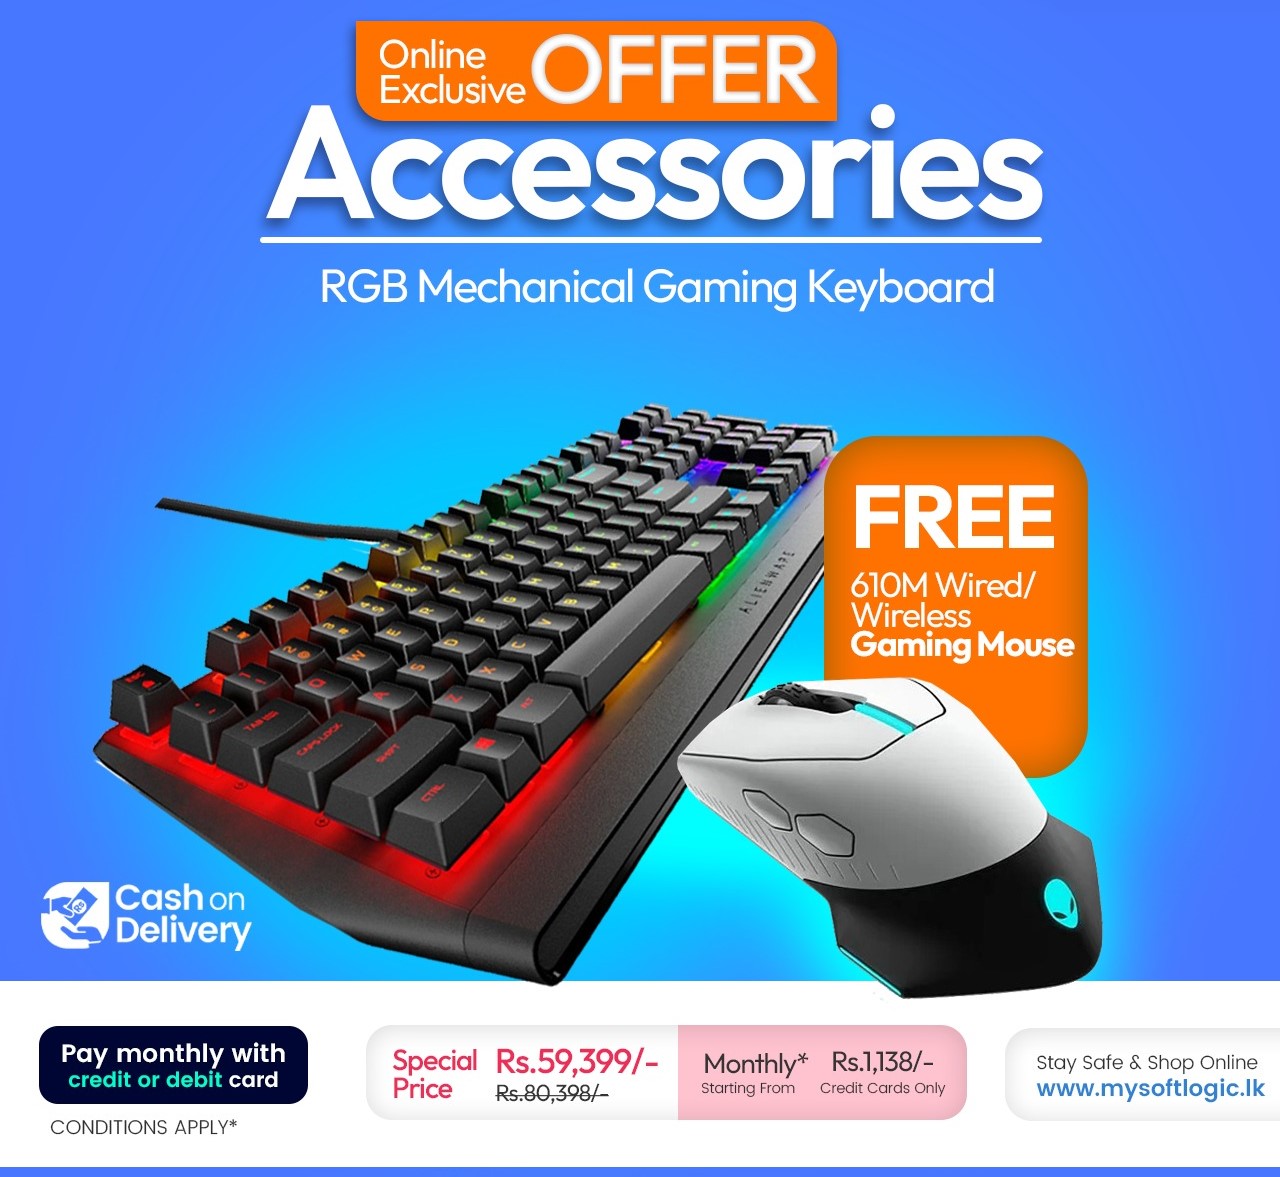 Online
Exclusive OFFER
Accessories
RGB Mechanical Gaming Keyboard
ALIENWARE
FREE
610M Wired/
Wireless
Gaming Mouse
Cash on
Delivery
Pay monthly with
credit or debit card
CONDITIONS APPLY*
Special
Price
Rs.59,399/-
Rs.80,398/-
Monthly*
Starting From
Rs.1,138/-
Credit Cards Only
Stay Safe & Shop Online
www.mysoftlogic.lk